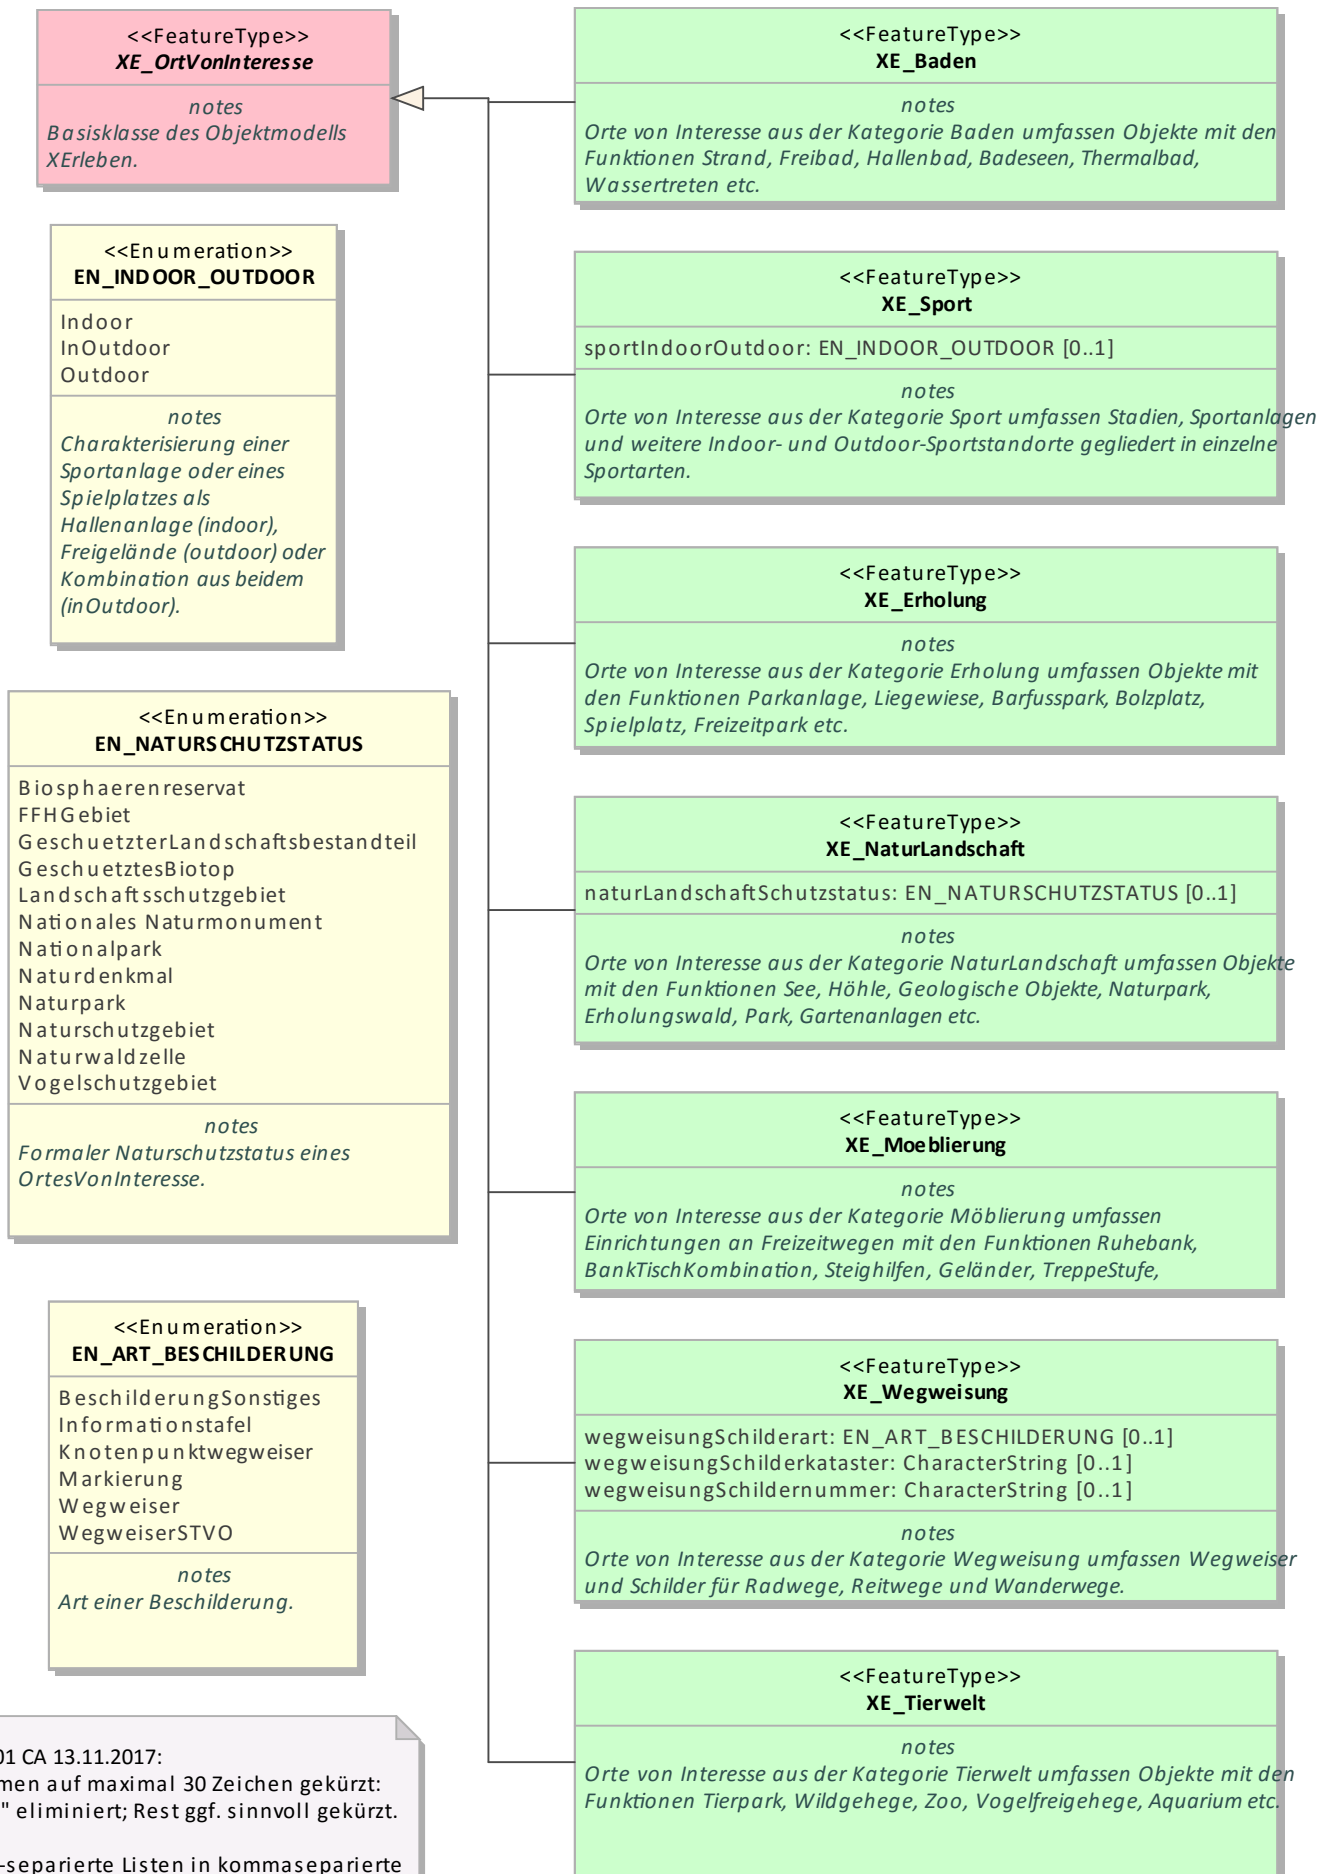 <<FeatureType>>
XE_OrtVonInteresse
notes
Basisklasse des Objektmodells
XErleben.
<<Enumeration>>
EN_INDOOR_OUTDOOR
Indoor
InOutdoor
Outdoor
notes
Charakterisierung einer
Sportanlage oder eines
Spielplatzes als
Hallenanlage (indoor),
Freigelände (outdoor) oder
Kombination aus beidem
(inOutdoor).
<<Enumeration>>
EN_NATURSCHUTZSTATUS
Biosphaerenreservat
FFHGebiet
GeschuetzterLandschaftsbestandteil
GeschuetztesBiotop
Landschaftsschutzgebiet
Nationales Naturmonument
Nationalpark
Naturdenkmal
Naturpark
Naturschutzgebiet
Naturwaldzelle
Vogelschutzgebiet
notes
Formaler Naturschutzstatus eines
OrtesVonInteresse.
<<Enumeration>>
EN_ART_BESCHILDERUNG
BeschilderungSonstiges
Informationstafel
Knotenpunktwegweiser
Markierung
Wegweiser
WegweiserSTVO
notes
Art einer Beschilderung.
01 CA 13.11.2017:
men auf maximal 30 Zeichen gekürzt:
" eliminiert; Rest ggf. sinnvoll gekürzt.
-separierte Listen in kommaseparierte
<<FeatureType>>
XE_Baden
notes
Orte von Interesse aus der Kategorie Baden umfassen Objekte mit den
Funktionen Strand, Freibad, Hallenbad, Badeseen, Thermalbad,
Wassertreten etc.
<<FeatureType>>
XE_Sport
sportIndoorOutdoor: EN_INDOOR_OUTDOOR [0..1]
notes
Orte von Interesse aus der Kategorie Sport umfassen Stadien, Sportanlagen
und weitere Indoor- und Outdoor-Sportstandorte gegliedert in einzelne
Sportarten.
<<FeatureType>>
XE_Erholung
notes
Orte von Interesse aus der Kategorie Erholung umfassen Objekte mit
den Funktionen Parkanlage, Liegewiese, Barfusspark, Bolzplatz,
Spielplatz, Freizeitpark etc.
<<FeatureType>>
XE_NaturLandschaft
naturLandschaftSchutzstatus: EN_NATURSCHUTZSTATUS [0..1]
notes
Orte von Interesse aus der Kategorie NaturLandschaft umfassen Objekte
mit den Funktionen See, Höhle, Geologische Objekte, Naturpark,
Erholungswald, Park, Gartenanlagen etc.
<<FeatureType>>
XE_Moeblierung
notes
Orte von Interesse aus der Kategorie Möblierung umfassen
Einrichtungen an Freizeitwegen mit den Funktionen Ruhebank,
BankTischKombination, Steighilfen, Geländer, TreppeStufe,
<<FeatureType>>
XE_Wegweisung
wegweisungSchilderart: EN_ART_BESCHILDERUNG [0..1]
wegweisungSchilderkataster: CharacterString [0..1]
wegweisungSchildernummer: CharacterString [0..1]
notes
Orte von Interesse aus der Kategorie Wegweisung umfassen Wegweiser
und Schilder für Radwege, Reitwege und Wanderwege.
<<FeatureType>>
XE_Tierwelt
notes
Orte von Interesse aus der Kategorie Tierwelt umfassen Objekte mit den
Funktionen Tierpark, Wildgehege, Zoo, Vogelfreigehege, Aquarium etc.